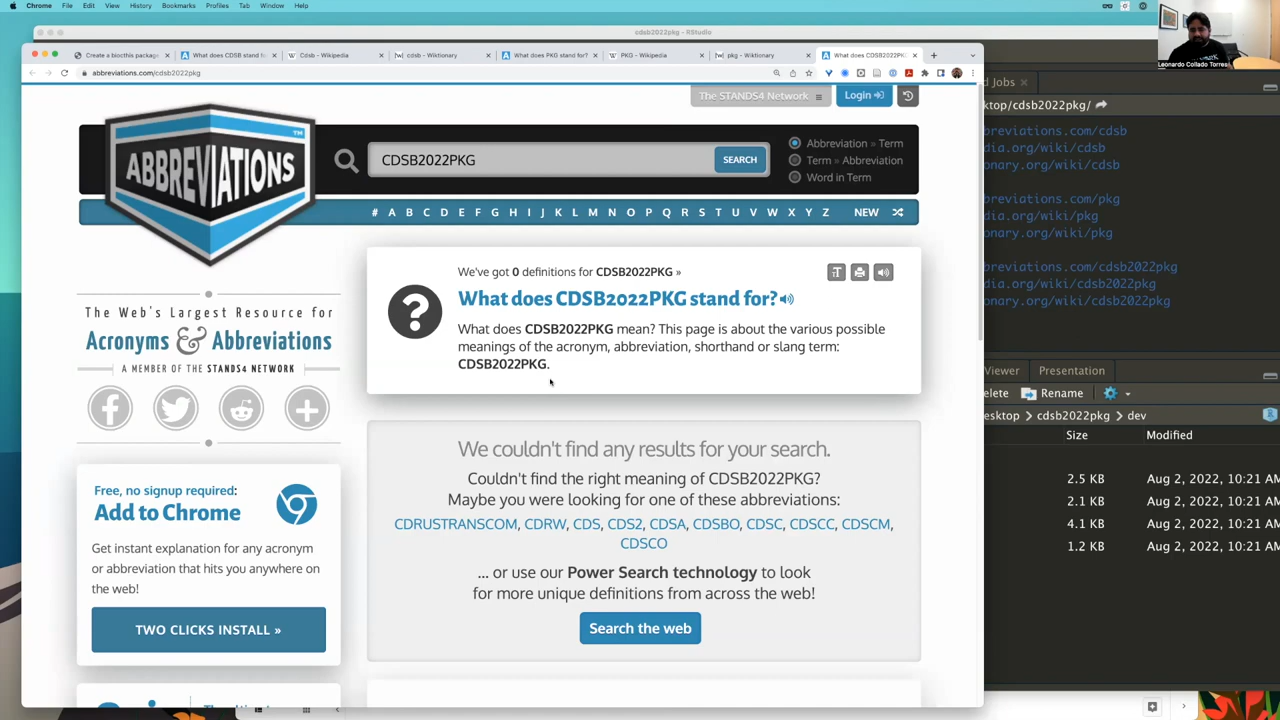 Chrome File Edit View History Bookmarks Profiles Tab Window Help
cdsb2022pkg - RStudio
Create a biocthis package
What does CDSB stand fo
Cdsb - Wikipedia
cdsb - Wiktionary
What does PKG stand for?
PKG - Wikipedia
pkg - Wiktionary
What does CDSB2022PKG
abbreviations.com/cdsb2022pkg
Leonardo Collado Torres
The STANDS4 Network
Login
ABBREVIATIONS
TM
CDSB2022PKG
SEARCH
Abbreviation » Term
Term » Abbreviation
Word in Term
# A B C D E F G H I J K L M N O P Q R S T U V W X Y Z NEW
The Web's Largest Resource for
Acronyms & Abbreviations
A MEMBER OF THE STANDS4 NETWORK
We've got 0 definitions for CDSB2022PKG »
What does CDSB2022PKG stand for?
What does CDSB2022PKG mean? This page is about the various possible
meanings of the acronym, abbreviation, shorthand or slang term:
CDSB2022PKG.
We couldn't find any results for your search.
Couldn't find the right meaning of CDSB2022PKG?
Maybe you were looking for one of these abbreviations:
CDRUSTRANSCOM, CDRW, CDS, CDS2, CDSA, CDSBO, CDSC, CDSCC, CDSCM,
CDSCO
... or use our Power Search technology to look
for more unique definitions from across the web!
Search the web
Free, no signup required:
Add to Chrome
Get instant explanation for any acronym
or abbreviation that hits you anywhere on
the web!
TWO CLICKS INSTALL »
d Jobs
ktop/cdsb2022pkg/
breviations.com/cdsb
dia.org/wiki/cdsb
onary.org/wiki/cdsb
breviations.com/pkg
dia.org/wiki/pkg
onary.org/wiki/pkg
breviations.com/cdsb2022pkg
dia.org/wiki/cdsb2022pkg
onary.org/wiki/cdsb2022pkg
Viewer Presentation
elete Rename
esktop > cdsb2022pkg > dev
Size Modified
2.5 KB Aug 2, 2022, 10:21 AM
2.1 KB Aug 2, 2022, 10:21 AM
4.1 KB Aug 2, 2022, 10:21 AM
1.2 KB Aug 2, 2022, 10:21 AM